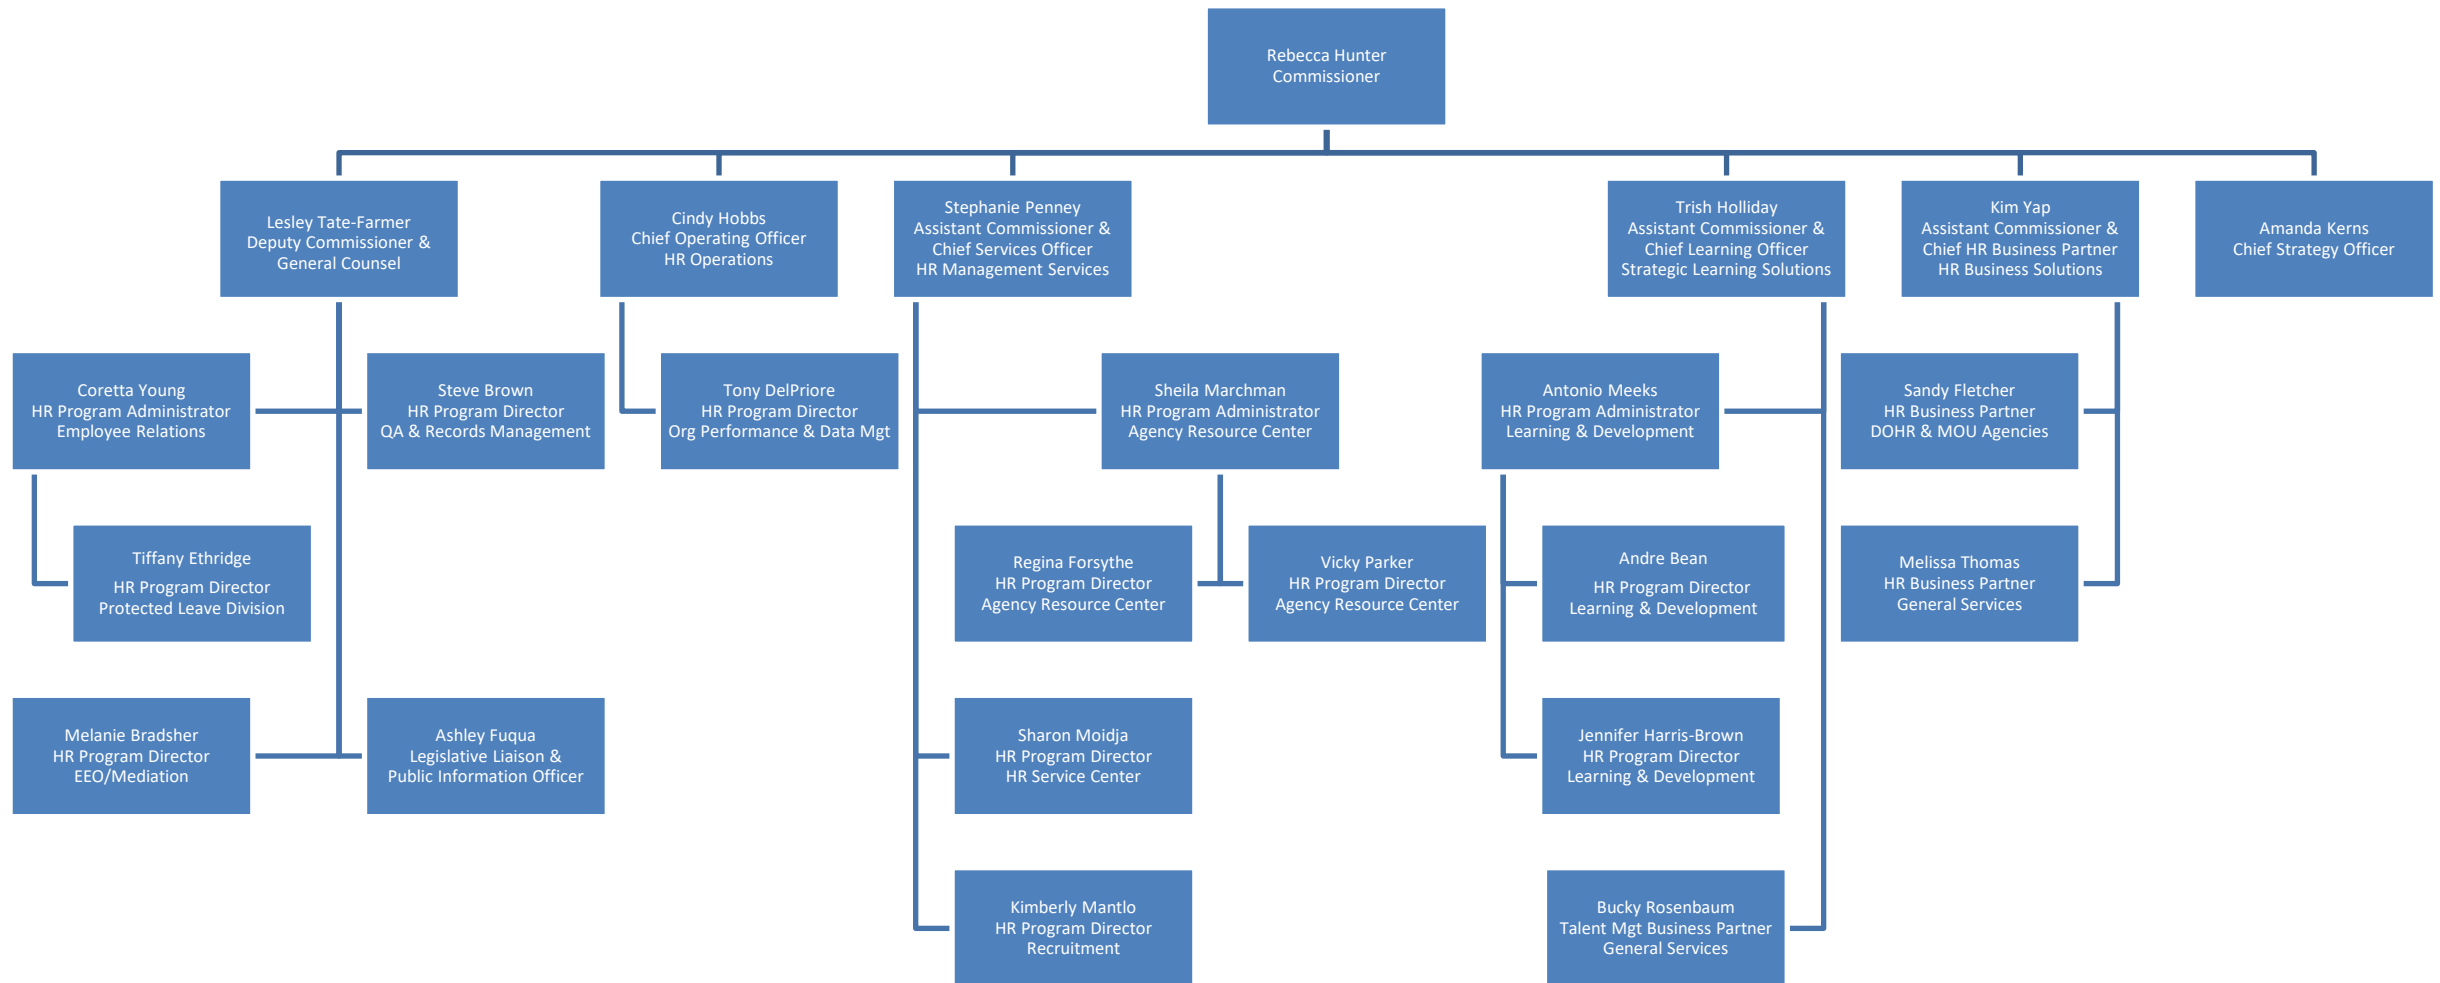 Rebecca Hunter
Commissioner
Lesley Tate-Farmer
Deputy Commissioner &
General Counsel
Cindy Hobbs
Chief Operating Officer
HR Operations
Stephanie Penney
Assistant Commissioner &
Chief Services Officer
HR Management Services
Trish Holliday
Assistant Commissioner &
Chief Learning Officer
Strategic Learning Solutions
Kim Yap
Assistant Commissioner &
Chief HR Business Partner
HR Business Solutions
Amanda Kerns
Chief Strategy Officer
Coretta Young
HR Program Administrator
Employee Relations
Steve Brown
HR Program Director
QA & Records Management
Tony DelPriore
HR Program Director
Org Performance & Data Mgt
Sheila Marchman
HR Program Administrator
Agency Resource Center
Antonio Meeks
HR Program Administrator
Learning & Development
Sandy Fletcher
HR Business Partner
DOHR & MOU Agencies
Tiffany Ethridge
HR Program Director
Protected Leave Division
Regina Forsythe
HR Program Director
Agency Resource Center
Vicky Parker
HR Program Director
Agency Resource Center
Andre Bean
HR Program Director
Learning & Development
Melissa Thomas
HR Business Partner
General Services
Melanie Bradsher
HR Program Director
EEO/Mediation
Ashley Fuqua
Legislative Liaison &
Public Information Officer
Sharon Moidja
HR Program Director
HR Service Center
Jennifer Harris-Brown
HR Program Director
Learning & Development
Kimberly Mantlo
HR Program Director
Recruitment
Bucky Rosenbaum
Talent Mgt Business Partner
General Services